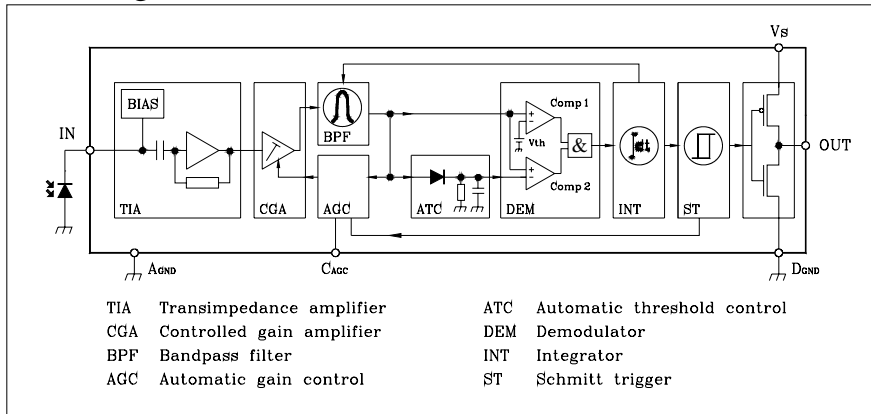 Vs
BIAS
IN
BPF
Comp 1
Vth
&
Comp 2
∫dt
OUT
TIA
CGA
AGC
ATC
DEM
INT
ST
AGND
CAGC
DGND
TIA Transimpedance amplifier
CGA Controlled gain amplifier
BPF Bandpass filter
AGC Automatic gain control
ATC Automatic threshold control
DEM Demodulator
INT Integrator
ST Schmitt trigger